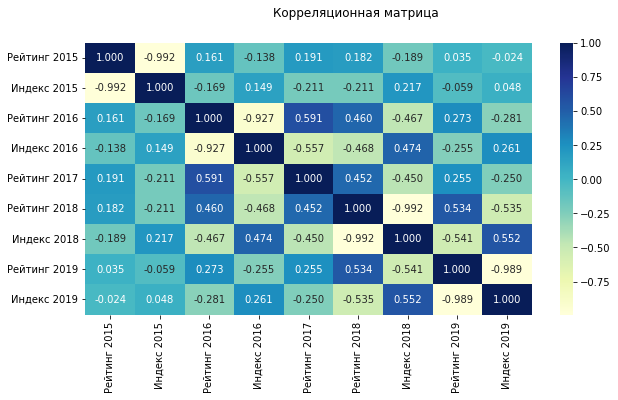 Корреляционная матрица
Рейтинг 2015 1.000 -0.992 0.161 -0.138 0.191 0.182 -0.189 0.035 -0.024
Индекс 2015 -0.992 1.000 -0.169 0.149 -0.211 -0.211 0.217 -0.059 0.048
Рейтинг 2016 0.161 -0.169 1.000 -0.927 0.591 0.460 -0.467 0.273 -0.281
Индекс 2016 -0.138 0.149 -0.927 1.000 -0.557 -0.468 0.474 -0.255 0.261
Рейтинг 2017 0.191 -0.211 0.591 -0.557 1.000 0.452 -0.450 0.255 -0.250
Рейтинг 2018 0.182 -0.211 0.460 -0.468 0.452 1.000 -0.992 0.534 -0.535
Индекс 2018 -0.189 0.217 -0.467 0.474 -0.450 -0.992 1.000 -0.541 0.552
Рейтинг 2019 0.035 -0.059 0.273 -0.255 0.255 0.534 -0.541 1.000 -0.989
Индекс 2019 -0.024 0.048 -0.281 0.261 -0.250 -0.535 0.552 -0.989 1.000
Рейтинг 2015
Индекс 2015
Рейтинг 2016
Индекс 2016
Рейтинг 2017
Рейтинг 2018
Индекс 2018
Рейтинг 2019
Индекс 2019
1.00
0.75
0.50
0.25
0.00
−0.25
−0.50
−0.75